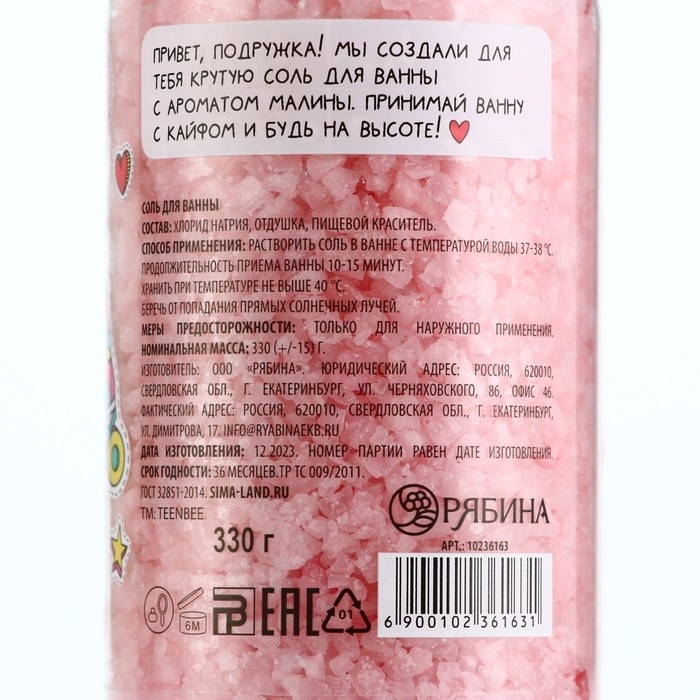 ПРИВЕТ, ПОДРУЖКА! МЫ СОЗДАЛИ ДЛЯ
ТЕБЯ КРУТУЮ СОЛЬ ДЛЯ ВАННЫ
С АРОМАТОМ МАЛИНЫ. ПРИНИМАЙ ВАННУ
С КАЙФОМ И БУДЬ НА ВЫСОТЕ!
СОЛЬ ДЛЯ ВАННЫ
СОСТАВ: ХЛОРИД НАТРИЯ, ОТДУШКА, ПИЩЕВОЙ КРАСИТЕЛЬ.
СПОСОБ ПРИМЕНЕНИЯ: РАСТВОРИТЬ СОЛЬ В ВАННЕ С ТЕМПЕРАТУРОЙ ВОДЫ 37-38 °С.
ПРОДОЛЖИТЕЛЬНОСТЬ ПРИЕМА ВАННЫ 10-15 МИНУТ.
ХРАНИТЬ ПРИ ТЕМПЕРАТУРЕ НЕ ВЫШЕ 40 °С.
БЕРЕЧЬ ОТ ПОПАДАНИЯ ПРЯМЫХ СОЛНЕЧНЫХ ЛУЧЕЙ.
МЕРЫ ПРЕДОСТОРОЖНОСТИ: ТОЛЬКО ДЛЯ НАРУЖНОГО ПРИМЕНЕНИЯ.
НОМИНАЛЬНАЯ МАССА: 330 (+/-15) Г.
ИЗГОТОВИТЕЛЬ: ООО «РЯБИНА». ЮРИДИЧЕСКИЙ АДРЕС: РОССИЯ, 620010,
СВЕРДЛОВСКАЯ ОБЛ., Г. ЕКАТЕРИНБУРГ, УЛ. ЧЕРНЯХОВСКОГО, 86, ОФИС 46.
ФАКТИЧЕСКИЙ АДРЕС: РОССИЯ, 620010, СВЕРДЛОВСКАЯ ОБЛ., Г. ЕКАТЕРИНБУРГ,
УЛ. ДИМИТРОВА, 17. INFO@RYABINAEKB.RU
ДАТА ИЗГОТОВЛЕНИЯ: 12.2023. НОМЕР ПАРТИИ РАВЕН ДАТЕ ИЗГОТОВЛЕНИЯ.
СРОК ГОДНОСТИ: 36 МЕСЯЦЕВ.ТР ТС 009/2011.
ГОСТ 32851-2014. SIMA-LAND.RU
TM: TEENBEE
РЯБИНА
330 г
АРТ.: 10236163
6М
EAC
01
6 900102 361631